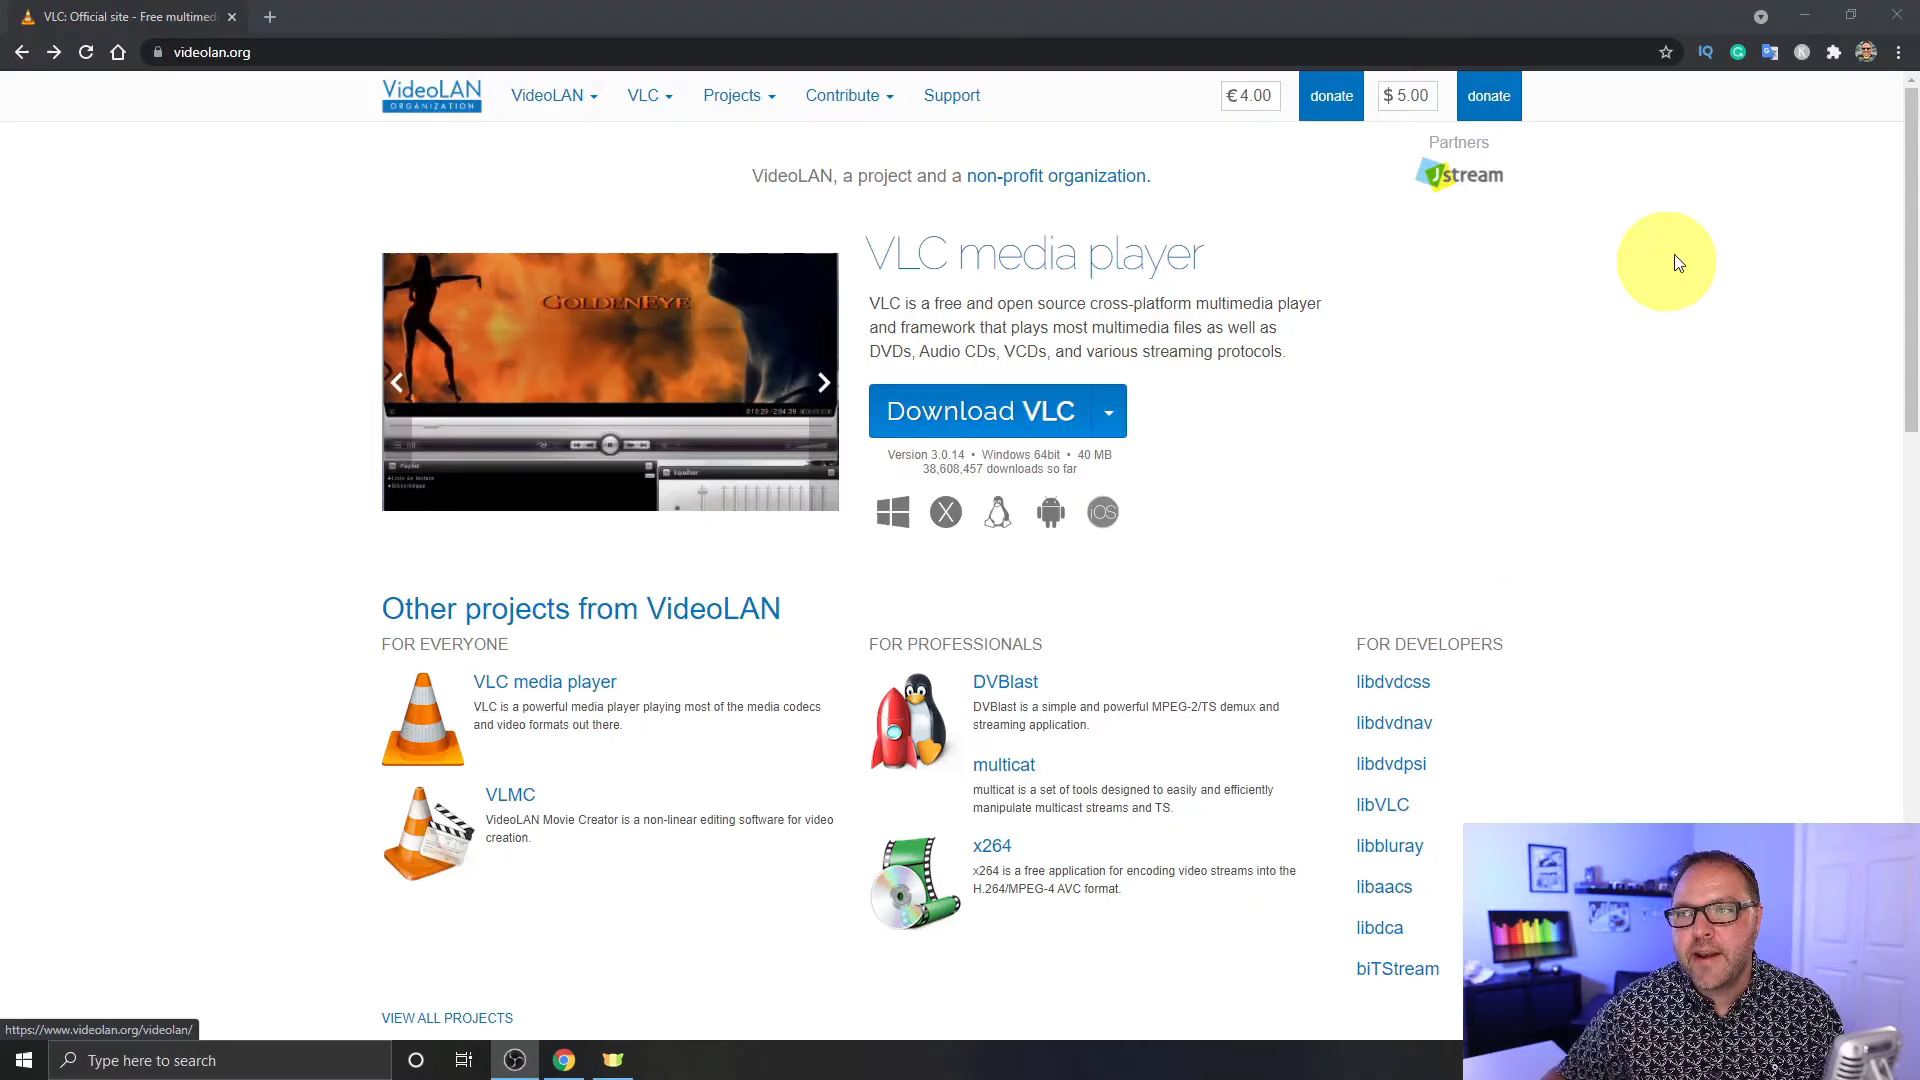 VLC: Official site - Free multimed
videolan.org
VideoLAN
ORGANIZATION
VideoLAN
VLC
Projects
Contribute
Support
€ 4.00
donate
$ 5.00
donate
Partners
Jstream
VideoLAN, a project and a non-profit organization.
GOLDENEYE
VLC media player
VLC is a free and open source cross-platform multimedia player
and framework that plays most multimedia files as well as
DVDs, Audio CDs, VCDs, and various streaming protocols.
Download VLC
Version 3.0.14 • Windows 64bit • 40 MB
38,608,457 downloads so far
iOS
Other projects from VideoLAN
FOR EVERYONE
VLC media player
VLC is a powerful media player playing most of the media codecs
and video formats out there.
VLMC
VideoLAN Movie Creator is a non-linear editing software for video
creation.
FOR PROFESSIONALS
DVBlast
DVBlast is a simple and powerful MPEG-2/TS demux and
streaming application.
multicat
multicat is a set of tools designed to easily and efficiently
manipulate multicast streams and TS.
x264
x264 is a free application for encoding video streams into the
H.264/MPEG-4 AVC format.
FOR DEVELOPERS
libdvdcss
libdvdnav
libdvdpsi
libVLC
libbluray
libaacs
libdca
biTStream
VIEW ALL PROJECTS
https://www.videolan.org/videolan/
Type here to search